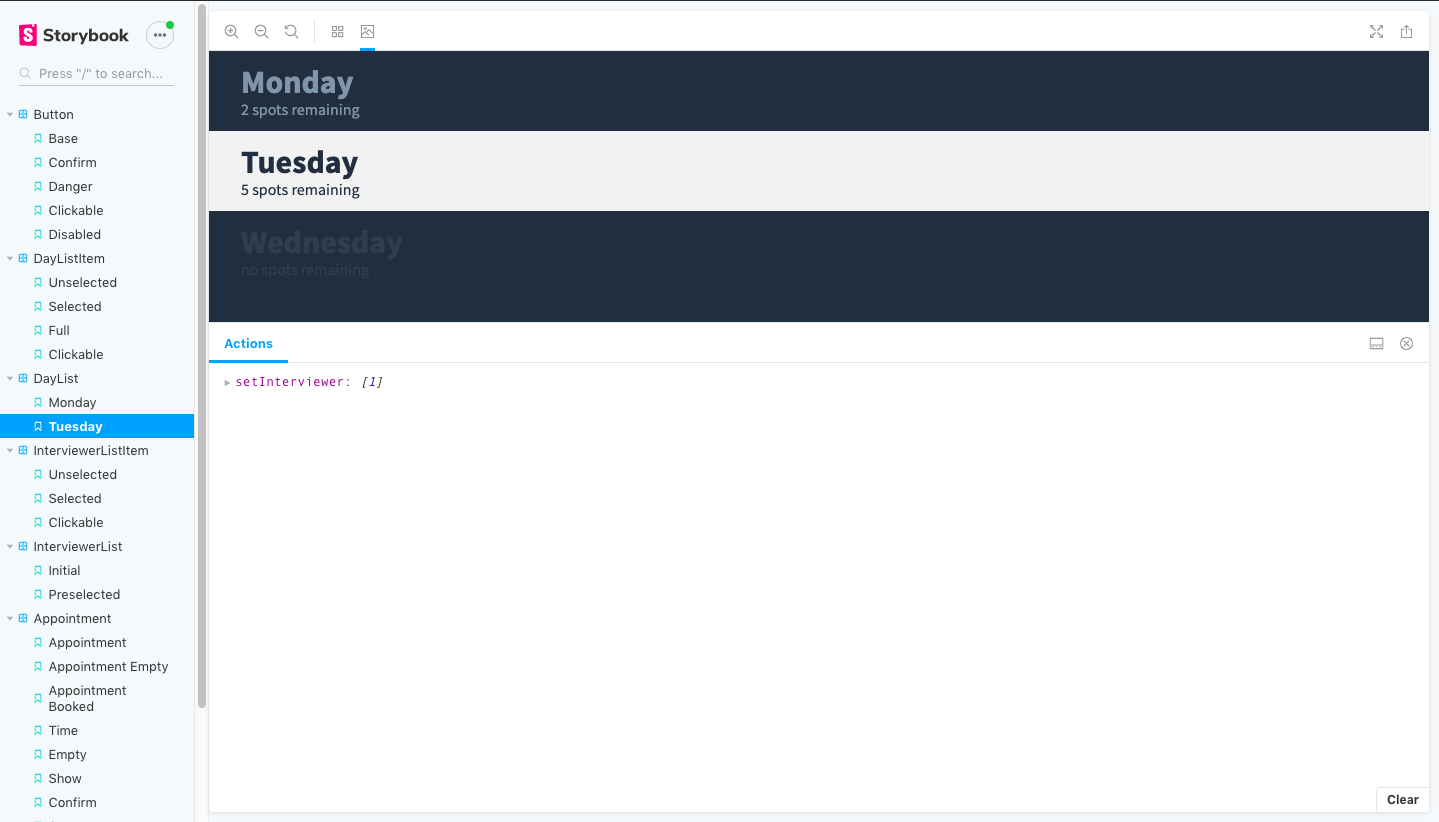 Storybook
Press "/" to search...
Button
Base
Confirm
Danger
Clickable
Disabled
DayListItem
Unselected
Selected
Full
Clickable
DayList
Monday
Tuesday
InterviewerListItem
Unselected
Selected
Clickable
InterviewerList
Initial
Preselected
Appointment
Appointment
Appointment Empty
Appointment
Booked
Time
Empty
Show
Confirm
Monday
2 spots remaining
Tuesday
5 spots remaining
Wednesday
no spots remaining
Actions
setInterviewer: [1]
Clear